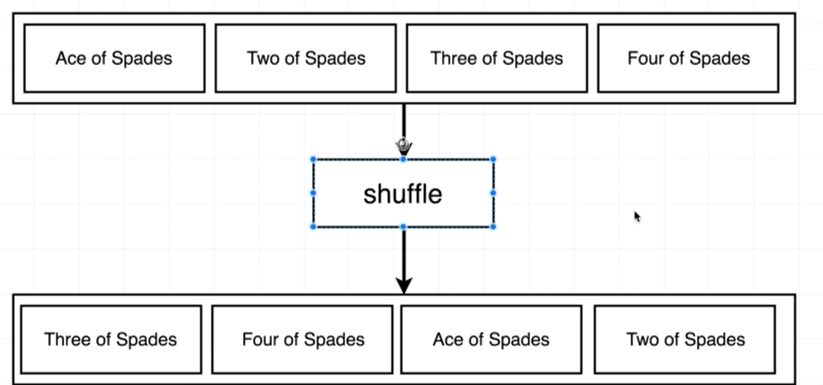 Ace of Spades
Two of Spades
Three of Spades
Four of Spades
shuffle
Three of Spades
Four of Spades
Ace of Spades
Two of Spades